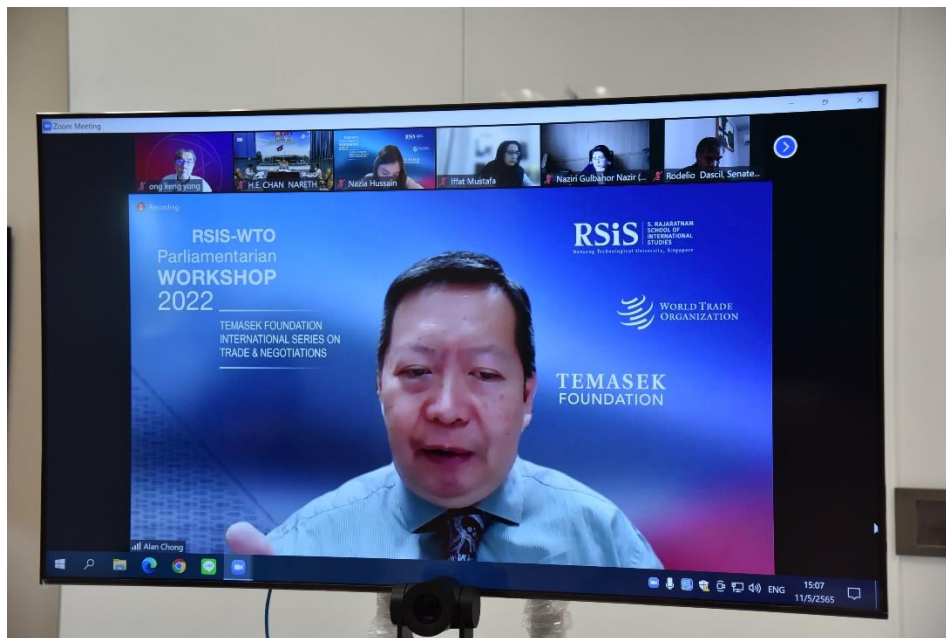 Zoom Meeting
ong keng yong
H.E. CHAN NARETH
Nazia Hussain
Iffat Mustafa
Naziri Gulbahor Nazir (...
Rodelio Dascil, Senate...
Recording
RSIS-WTO
Parliamentarian
WORKSHOP
2022
TEMASEK FOUNDATION
INTERNATIONAL SERIES ON
TRADE & NEGOTIATIONS
RSiS
S. RAJARATNAM
SCHOOL OF
INTERNATIONAL
STUDIES
Nanyang Technological University, Singapore
WORLD TRADE
ORGANIZATION
TEMASEK
FOUNDATION
Alan Chong
ENG
15:07
11/5/2565